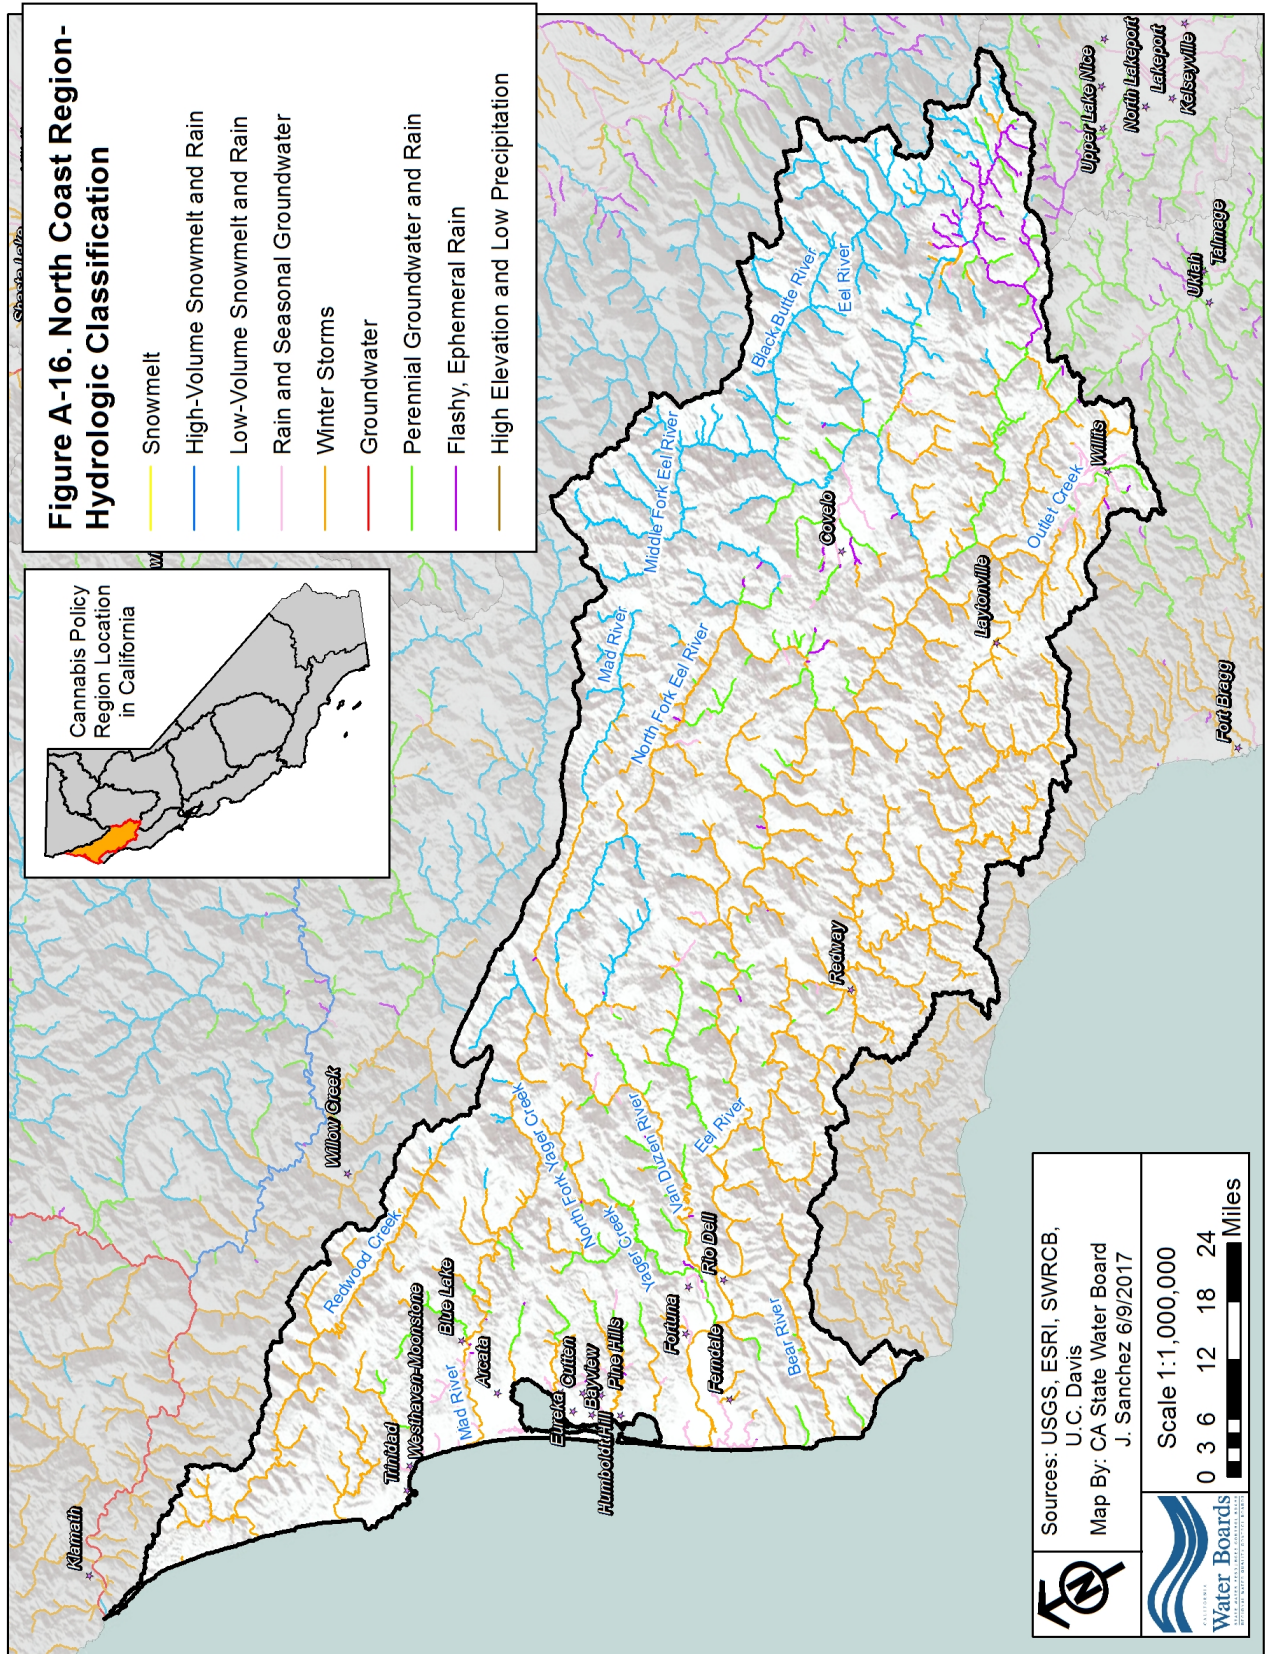 Figure A-16. North Coast Region-
Hydrologic Classification
Snowmelt
High-Volume Snowmelt and Rain
Low-Volume Snowmelt and Rain
Rain and Seasonal Groundwater
Winter Storms
Groundwater
Perennial Groundwater and Rain
Flashy, Ephemeral Rain
High Elevation and Low Precipitation
Cannabis Policy
Region Location
in California
Klamath
Trinidad
Westhaven-Moonstone
Blue Lake
Arcata
Mad River
Redwood Creek
Willow Creek
Eureka
Cutten
Bayview
Pine Hills
Humboldt Hill
Fortuna
Ferndale
Rio Dell
Bear River
North Fork Yager Creek
Yager Creek
Van Duzen River
Eel River
Redway
Mad River
North Fork Eel River
Middle Fork Eel River
Black Butte River
Eel River
Covelo
Laytonville
Outlet Creek
Willits
Fort Bragg
Ukiah
Talmage
Upper Lake
Nice
North Lakeport
Lakeport
Kelseyville
Sources: USGS, ESRI, SWRCB,
U.C. Davis
Map By: CA State Water Board
J. Sanchez 6/9/2017
Scale 1:1,000,000
0 3 6 12 18 24
Miles
N
CALIFORNIA
Water Boards